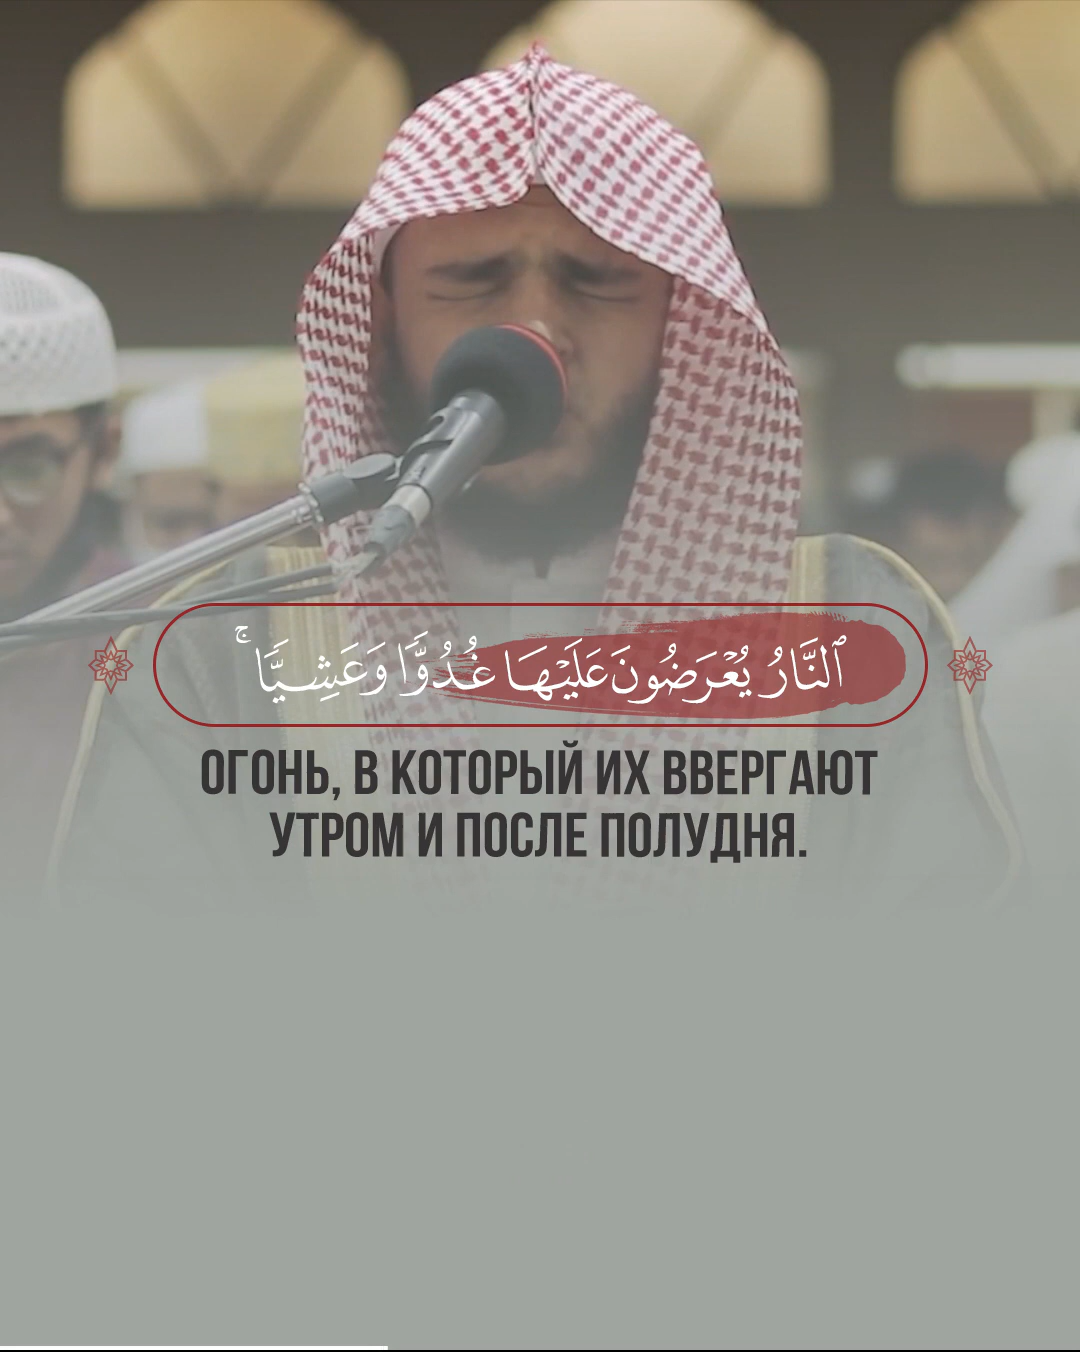 ٱلنَّارُ يُعْرَضُونَ عَلَيْهَا غُدُوًّا وَعَشِيًّا ۚ
ОГОНЬ, В КОТОРЫЙ ИХ ВВЕРГАЮТ
УТРОМ И ПОСЛЕ ПОЛУДНЯ.